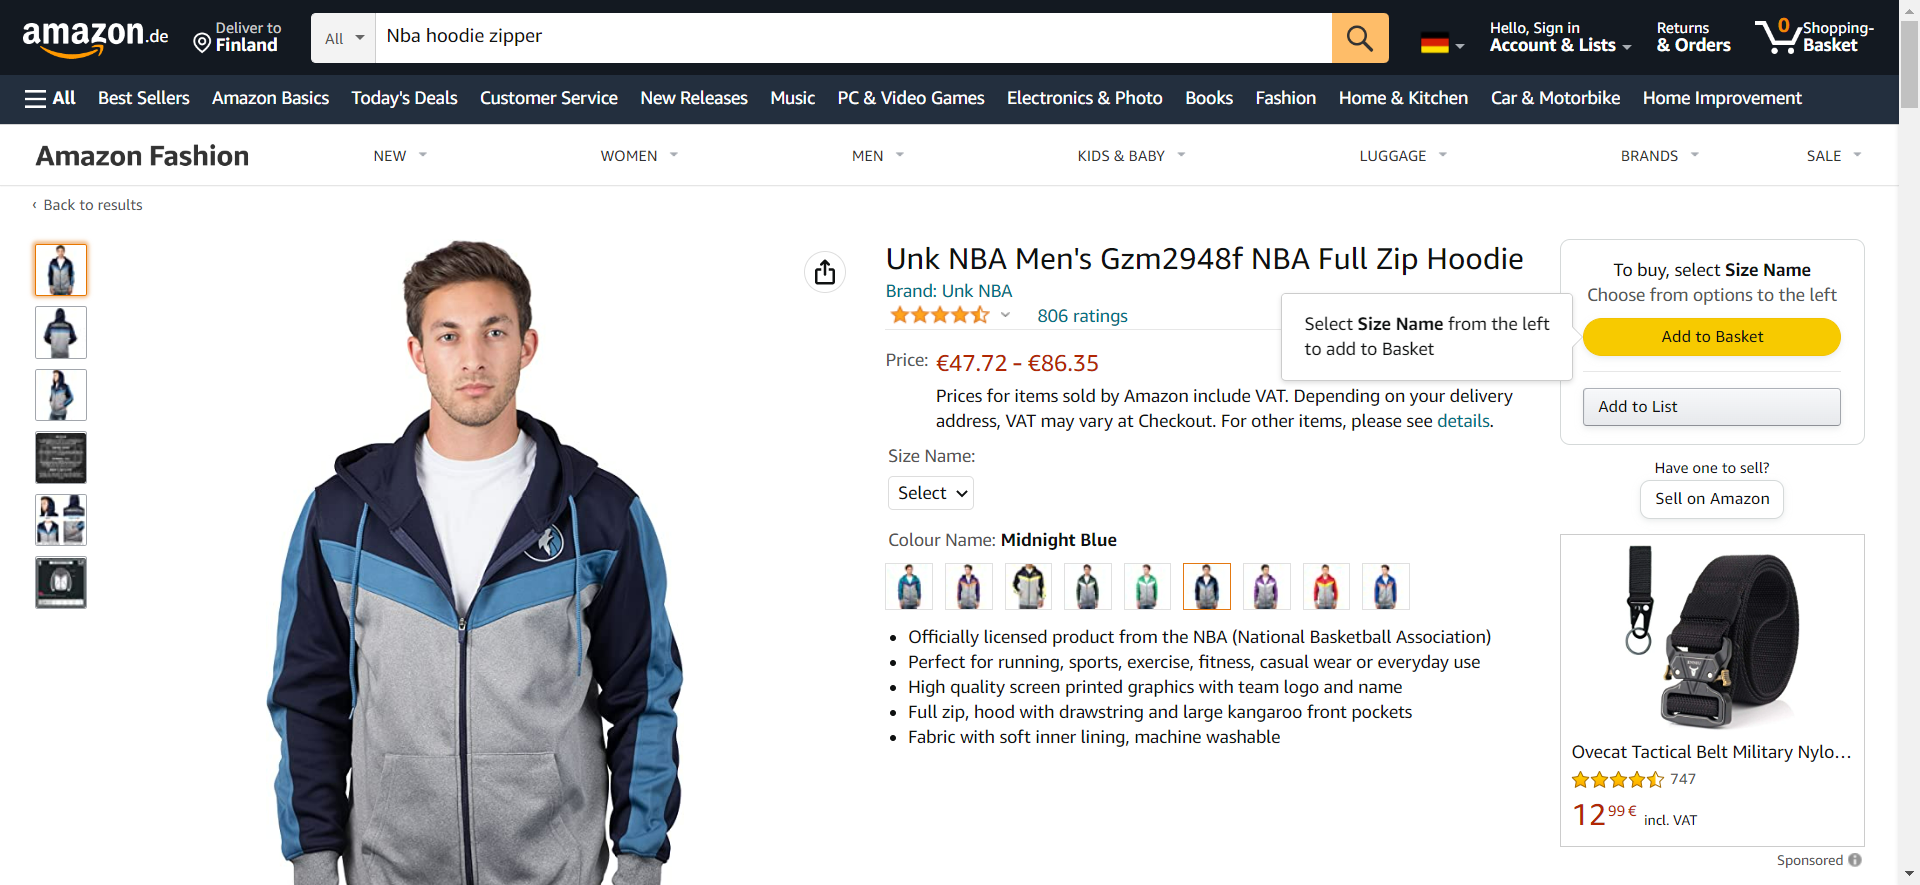 amazon.de
Deliver to
Finland
All
Nba hoodie zipper
Hello, Sign in
Account & Lists
Returns
& Orders
0
Shopping-
Basket
All
Best Sellers
Amazon Basics
Today's Deals
Customer Service
New Releases
Music
PC & Video Games
Electronics & Photo
Books
Fashion
Home & Kitchen
Car & Motorbike
Home Improvement
Amazon Fashion
NEW
WOMEN
MEN
KIDS & BABY
LUGGAGE
BRANDS
SALE
‹ Back to results
Unk NBA Men's Gzm2948f NBA Full Zip Hoodie
Brand: Unk NBA
806 ratings
Price: €47.72 - €86.35
Prices for items sold by Amazon include VAT. Depending on your delivery
address, VAT may vary at Checkout. For other items, please see details.
Size Name:
Select
Colour Name: Midnight Blue
• Officially licensed product from the NBA (National Basketball Association)
• Perfect for running, sports, exercise, fitness, casual wear or everyday use
• High quality screen printed graphics with team logo and name
• Full zip, hood with drawstring and large kangaroo front pockets
• Fabric with soft inner lining, machine washable
Select Size Name from the left
to add to Basket
To buy, select Size Name
Choose from options to the left
Add to Basket
Add to List
Have one to sell?
Sell on Amazon
Ovecat Tactical Belt Military Nylo…
747
12 99 € incl. VAT
Sponsored